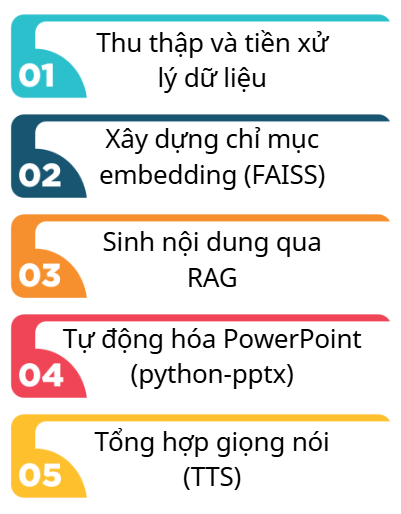 01
Thu thập và tiền xử
lý dữ liệu
02
Xây dựng chỉ mục
embedding (FAISS)
03
Sinh nội dung qua
RAG
04
Tự động hóa PowerPoint
(python-pptx)
05
Tổng hợp giọng nói
(TTS)